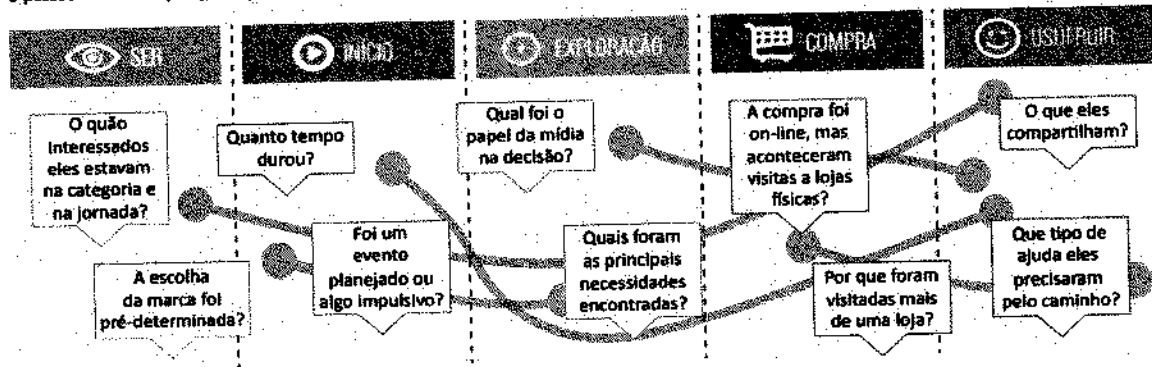 SER
INÍCIO
EXPLORAÇÃO
COMPRA
USUFRUIR
O quão
interessados
eles estavam
na categoria e
na jornada?
A escolha
da marca foi
pré-determinada?
Quanto tempo
durou?
Foi um
evento
planejado ou
algo impulsivo?
Qual foi o
papel da mídia
na decisão?
Quais foram
as principais
necessidades
encontradas?
A compra foi
on-line, mas
aconteceram
visitas a lojas
físicas?
Por que foram
visitadas mais
de uma loja?
O que eles
compartilham?
Que tipo de
ajuda eles
precisaram
pelo caminho?